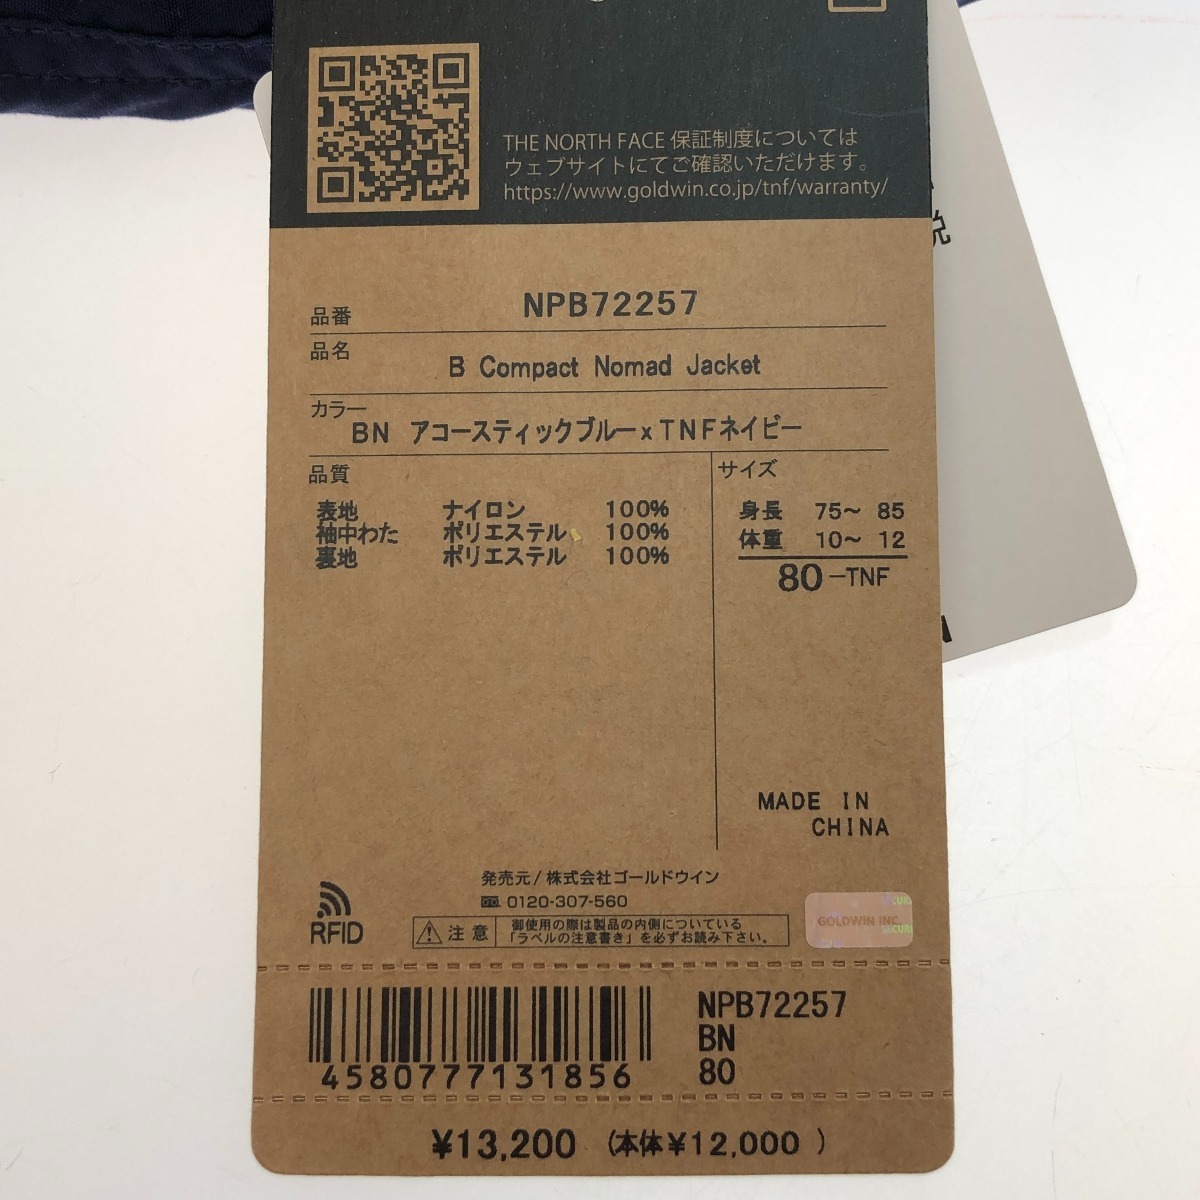 THE NORTH FACE 保証制度については
ウェブサイトにてご確認いただけます。
https://www.goldwin.co.jp/tnf/warranty/
税
品番 NPB72257
品名
B Compact Nomad Jacket
カラー
BN アコースティックブルーxTNFネイビー
品質
表地 ナイロン 100%
袖中わた ポリエステル 100%
裏地 ポリエステル 100%
サイズ
身長 75〜 85
体重 10〜 12
80-TNF
MADE IN
CHINA
発売元/株式会社ゴールドウイン
0120-307-560
RFID
注意
御使用の際は製品の内側についている
「ラベルの注意書き」を必ずお読み下さい。
SECURE
GOLDWIN INC.
SECURE
4580777131856
NPB72257
BN
80
¥13,200 (本体¥12,000 )